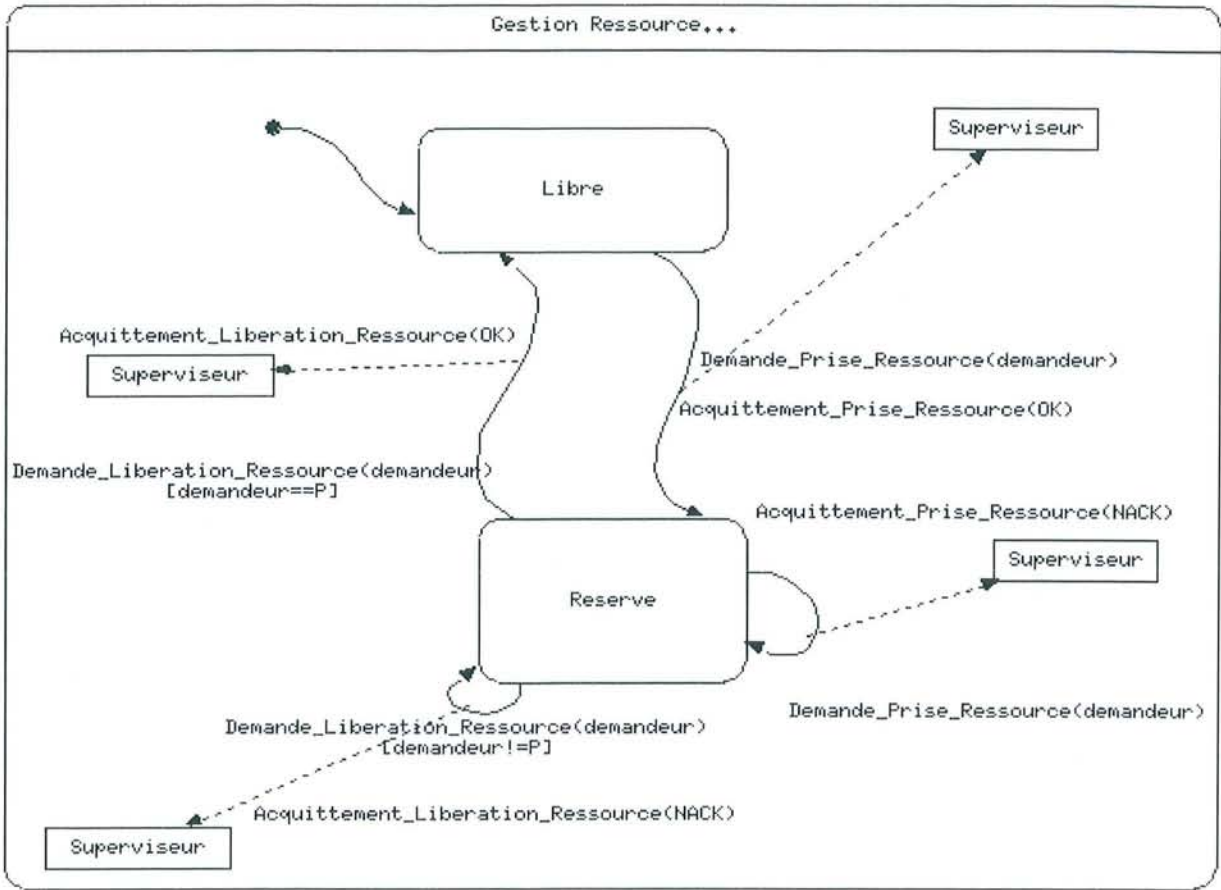 Gestion Ressource...
Superviseur
Libre
Acquittement_Liberation_Ressource(OK)
Superviseur
Demande_Prise_Ressource(demandeur)
Acquittement_Prise_Ressource(OK)
Demande_Liberation_Ressource(demandeur)
[demandeur==P]
Acquittement_Prise_Ressource(NACK)
Superviseur
Reserve
Demande_Prise_Ressource(demandeur)
Demande_Liberation_Ressource(demandeur)
[demandeur!=P]
Acquittement_Liberation_Ressource(NACK)
Superviseur